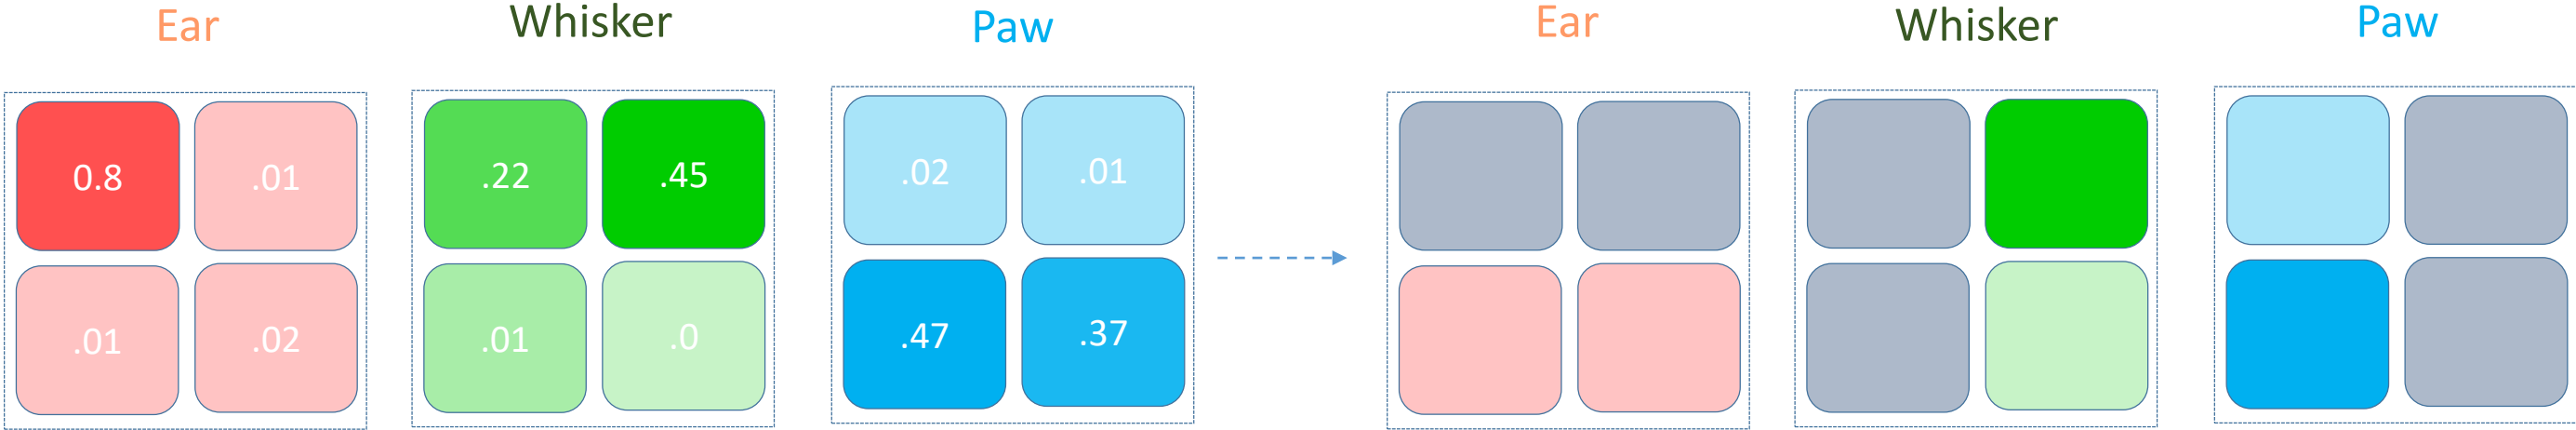 Ear Whisker Paw Ear Whisker Paw
0.8 .01 .22 .45 .02 .01
.01 .02 .01 .0 .47 .37